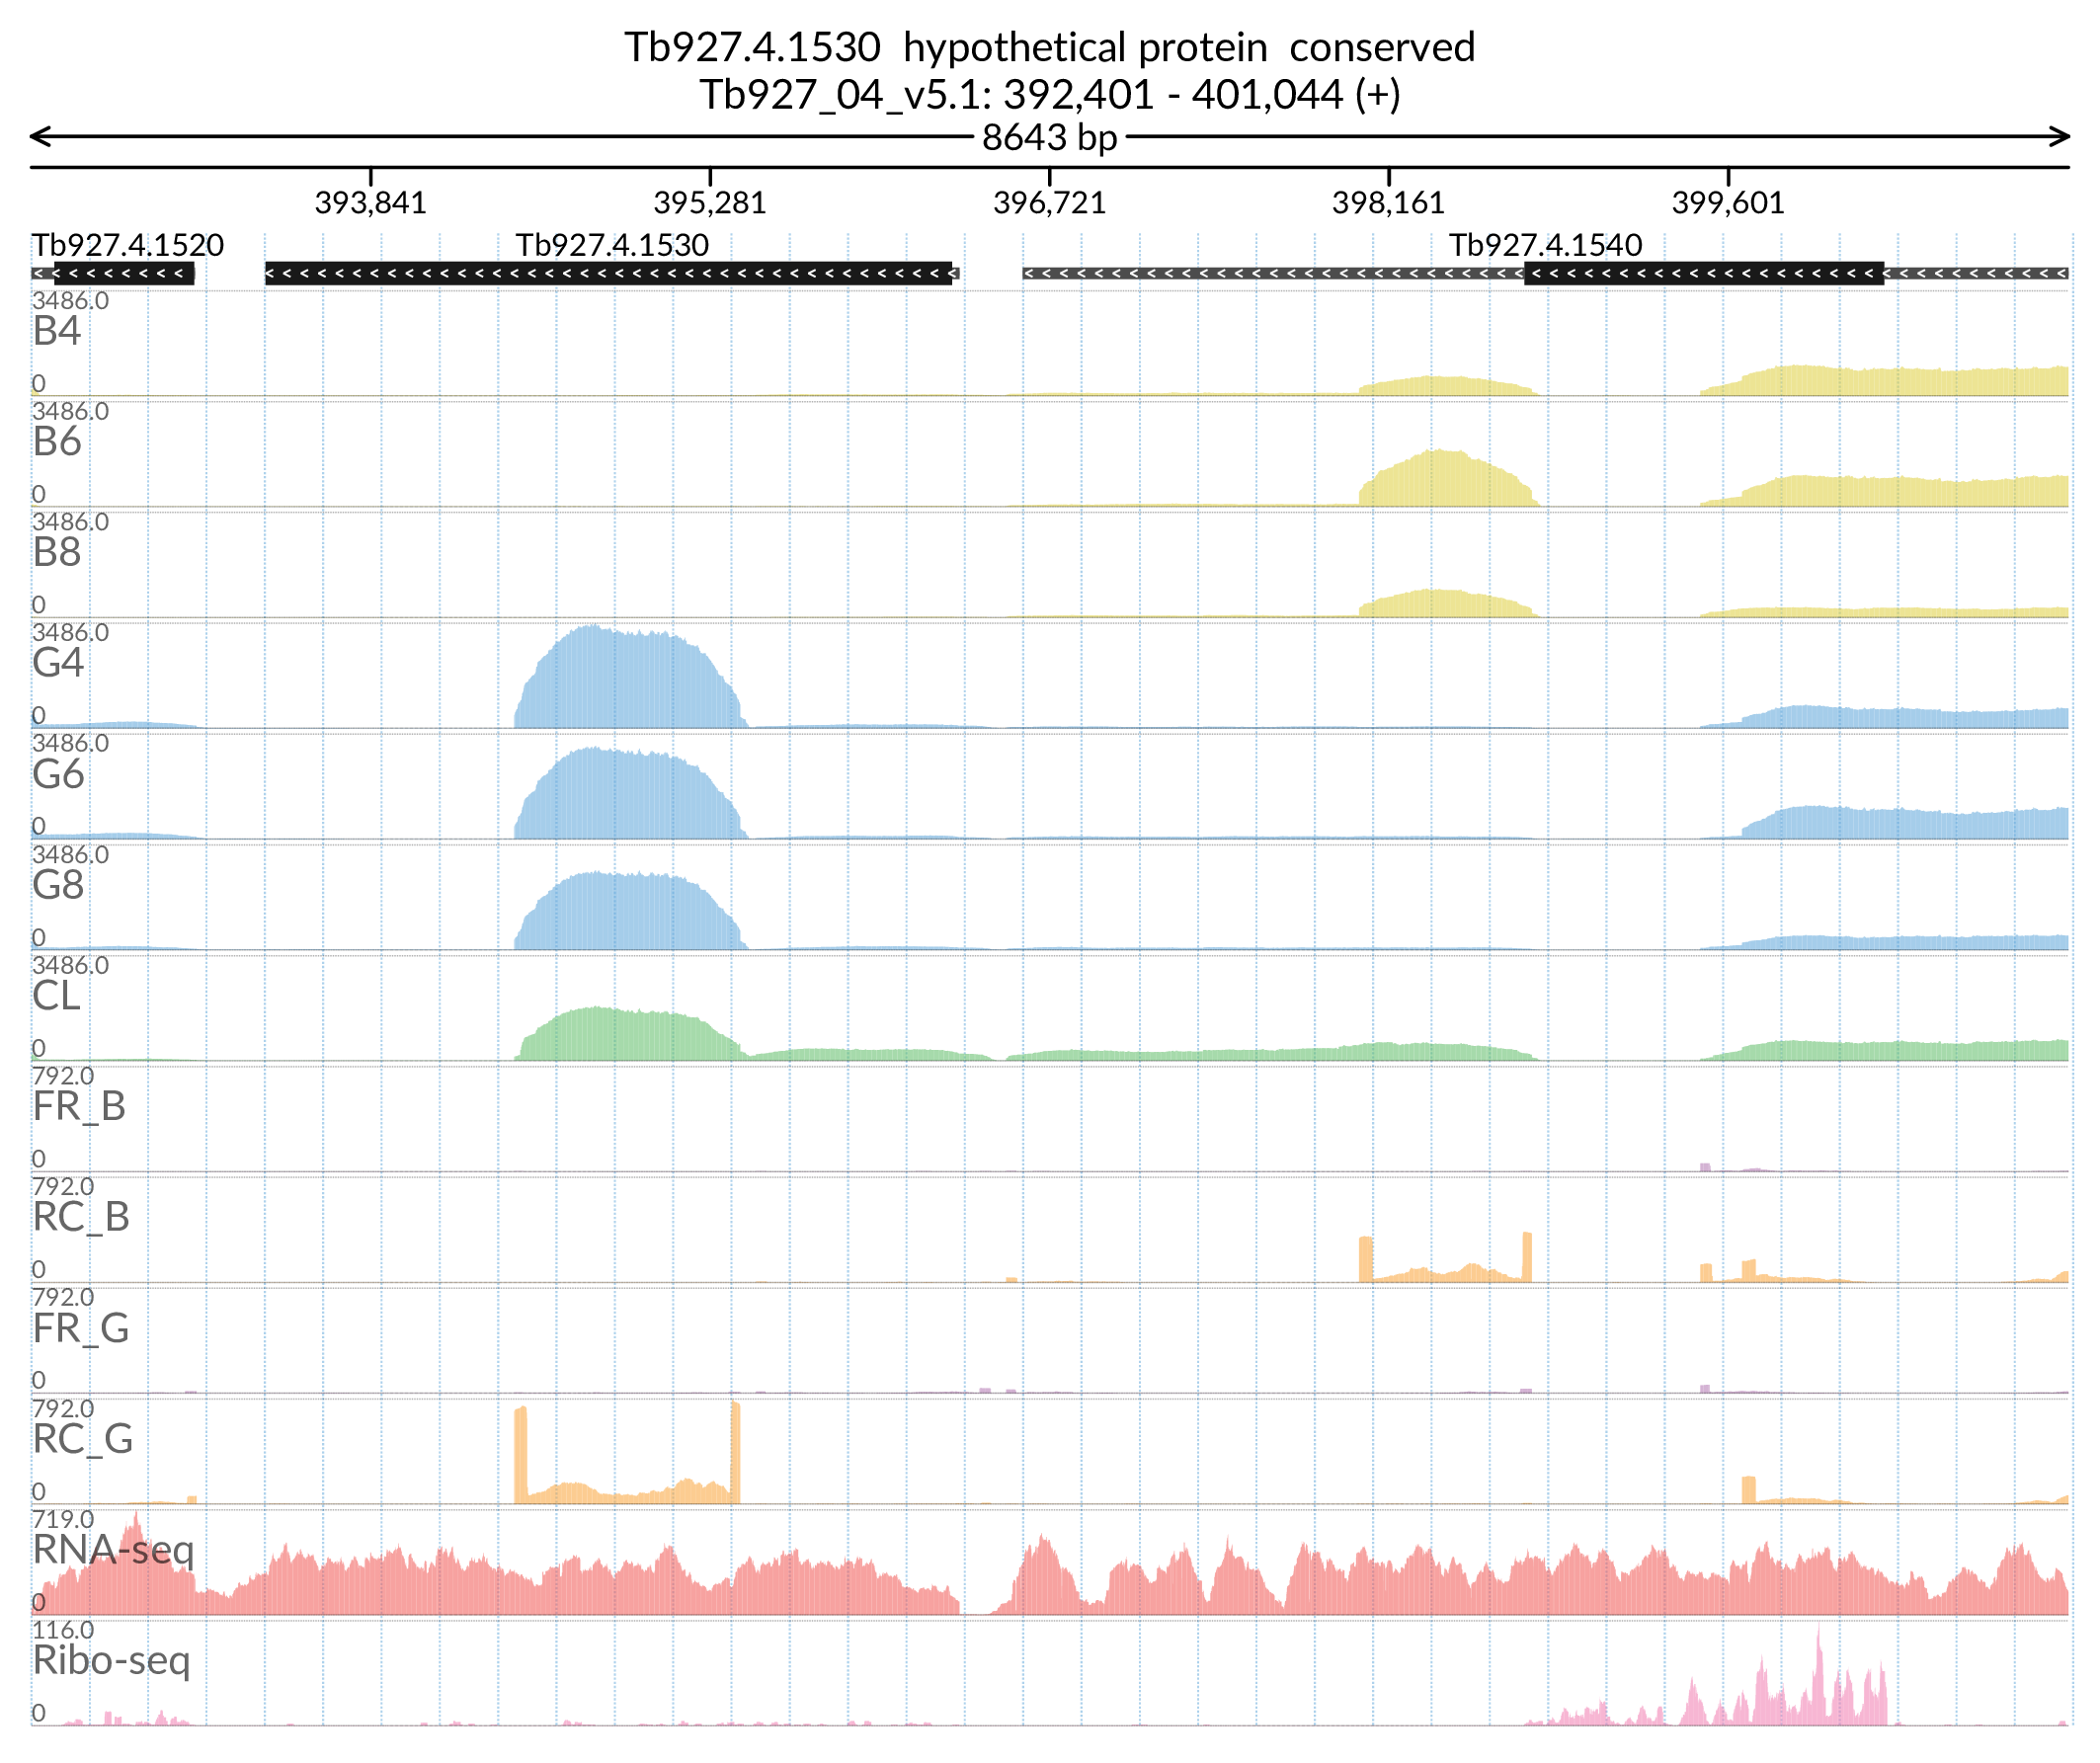 Tb927.4.1530 hypothetical protein conserved
Tb927_04_v5.1: 392,401 - 401,044 (+)
8643 bp
393,841 395,281 396,721 398,161 399,601
Tb927.4.1520 Tb927.4.1530 Tb927.4.1540
3486.0
B4
0
3486.0
B6
0
3486.0
B8
0
3486.0
G4
0
3486.0
G6
0
3486.0
G8
0
3486.0
CL
0
792.0
FR_B
0
792.0
RC_B
0
792.0
FR_G
0
792.0
RC_G
0
719.0
RNA-seq
0
116.0
Ribo-seq
0